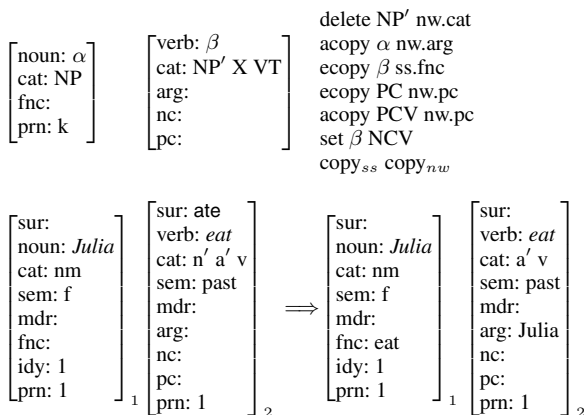 noun: α
cat: NP
fnc:
prn: k
verb: β
cat: NP′ X VT
arg:
nc:
pc:
delete NP′ nw.cat
acopy α nw.arg
ecopy β ss.fnc
ecopy PC nw.pc
acopy PCV nw.pc
set β NCV
copy_ss copy_nw
sur:
noun: Julia
cat: nm
sem: f
mdr:
fnc:
idy: 1
prn: 1
1
sur: ate
verb: eat
cat: n′ a′ v
sem: past
mdr:
arg:
nc:
pc:
prn: 1
2
⟹
sur:
noun: Julia
cat: nm
sem: f
mdr:
fnc: eat
idy: 1
prn: 1
1
sur:
verb: eat
cat: a′ v
sem: past
mdr:
arg: Julia
nc:
pc:
prn: 1
2